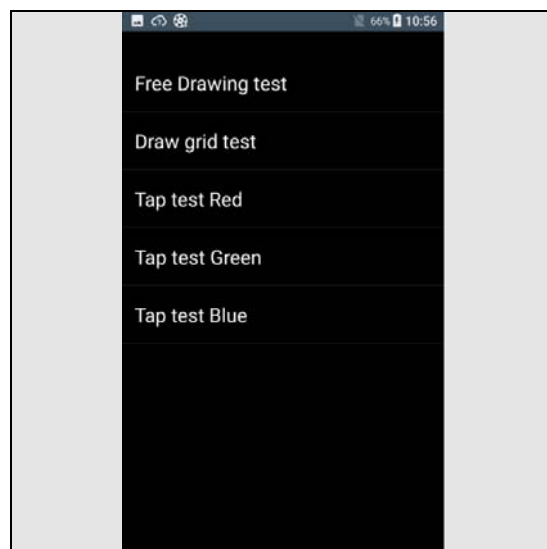 66% 10:56
Free Drawing test
Draw grid test
Tap test Red
Tap test Green
Tap test Blue